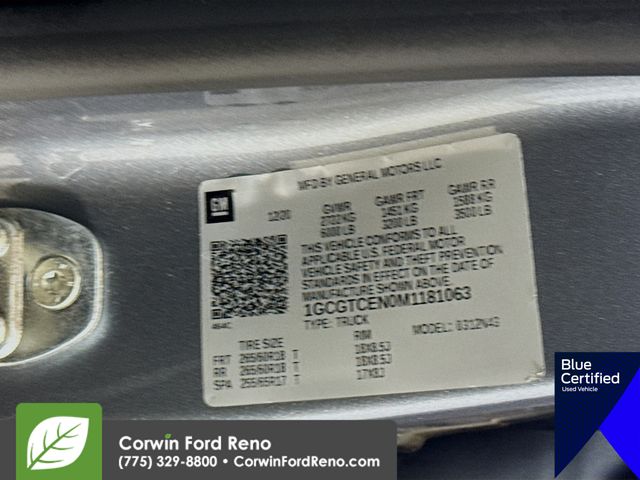 MFD BY GENERAL MOTORS LLC
GM
12/20
GVWR
GAWR FRT
GAWR RR
2722 KG
1451 KG
1588 KG
6000 LB
3200 LB
3500 LB
THIS VEHICLE CONFORMS TO ALL
APPLICABLE U.S. FEDERAL MOTOR
VEHICLE SAFETY AND THEFT PREVENTION
STANDARDS IN EFFECT ON THE DATE OF
MANUFACTURE SHOWN ABOVE.
1GCGTCEN0M1181063
TYPE: TRUCK
MODEL:
TIRE SIZE
RIM
FRT 265/60R18 T 18X8.5J
RR 265/60R18 T 18X8.5J
SPA 255/65R17 T
Blue
Certified
Used Vehicle
Corwin Ford Reno
(775) 329-8800 • CorwinFordReno.com